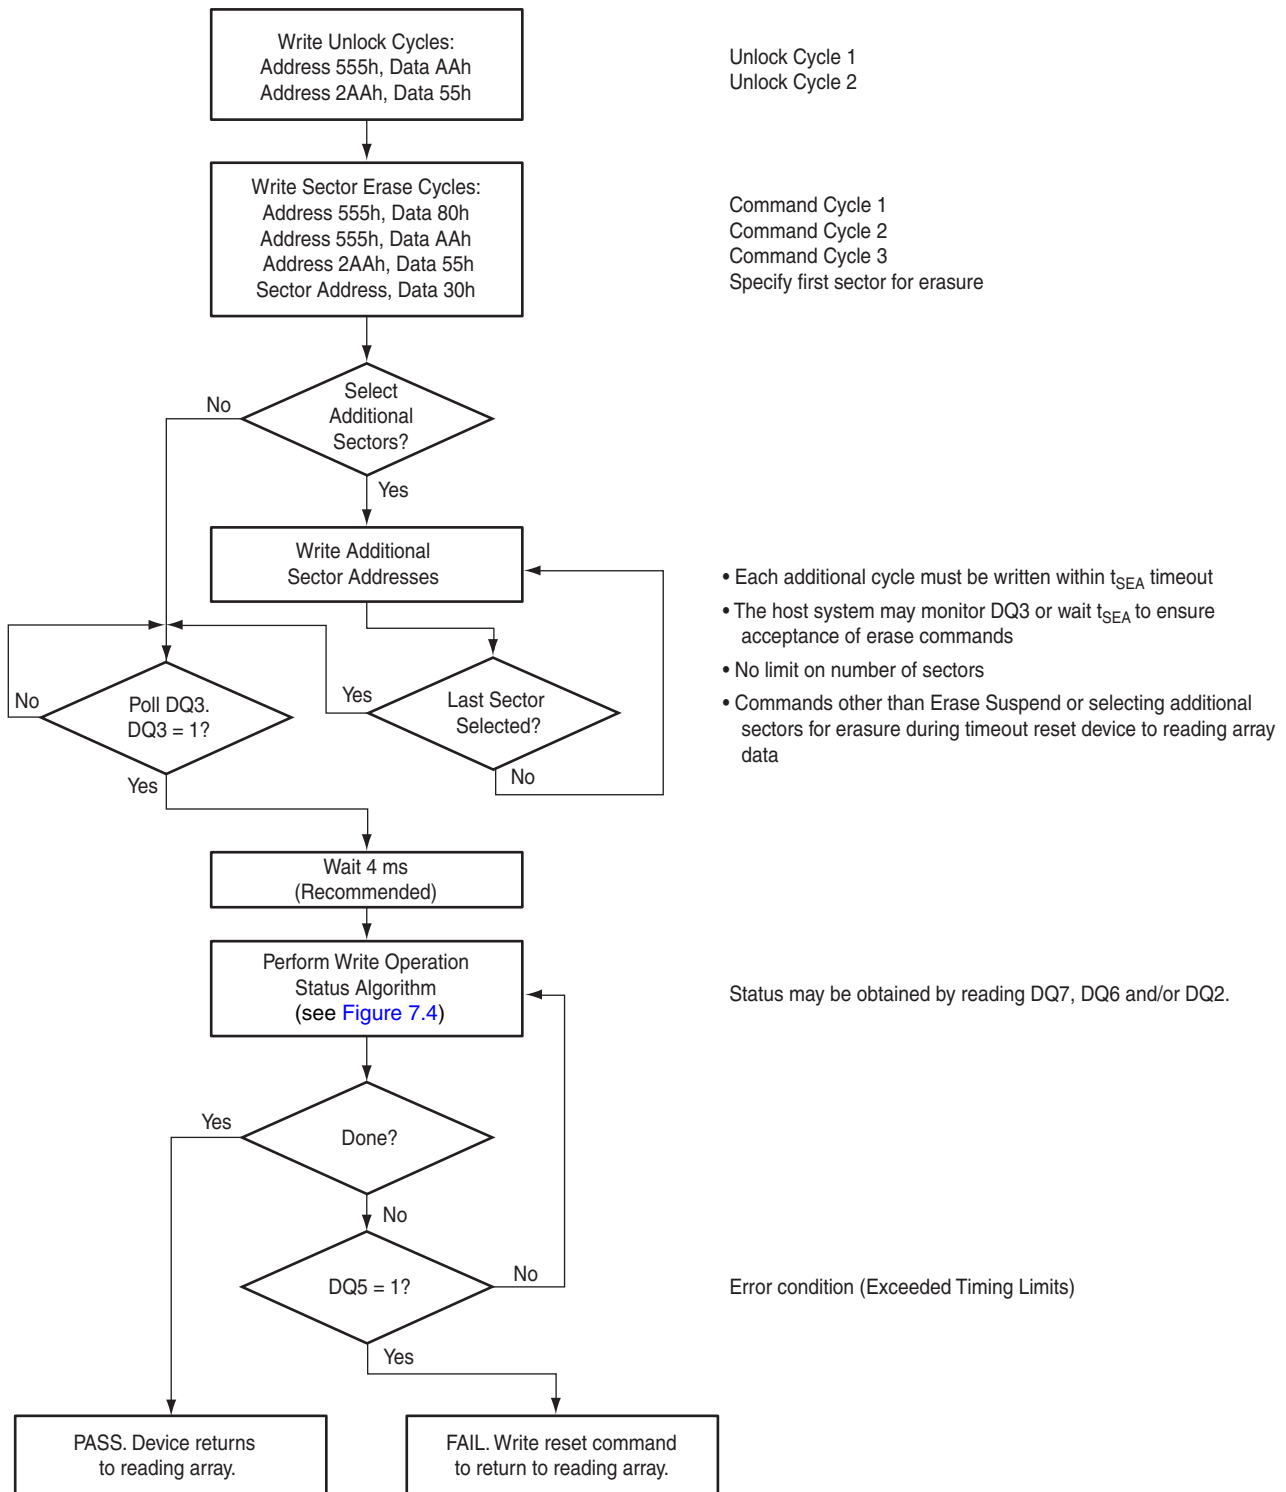 Write Unlock Cycles:
Address 555h, Data AAh
Address 2AAh, Data 55h
Unlock Cycle 1
Unlock Cycle 2
Write Sector Erase Cycles:
Address 555h, Data 80h
Address 555h, Data AAh
Address 2AAh, Data 55h
Sector Address, Data 30h
Command Cycle 1
Command Cycle 2
Command Cycle 3
Specify first sector for erasure
Select
Additional
Sectors?
No
Yes
Write Additional
Sector Addresses
• Each additional cycle must be written within tSEA timeout
• The host system may monitor DQ3 or wait tSEA to ensure
acceptance of erase commands
• No limit on number of sectors
• Commands other than Erase Suspend or selecting additional
sectors for erasure during timeout reset device to reading array
data
No
Poll DQ3.
DQ3 = 1?
Yes
Yes
Last Sector
Selected?
No
Wait 4 ms
(Recommended)
Perform Write Operation
Status Algorithm
(see Figure 7.4)
Status may be obtained by reading DQ7, DQ6 and/or DQ2.
Yes
Done?
No
DQ5 = 1?
No
Error condition (Exceeded Timing Limits)
Yes
PASS. Device returns
to reading array.
FAIL. Write reset command
to return to reading array.